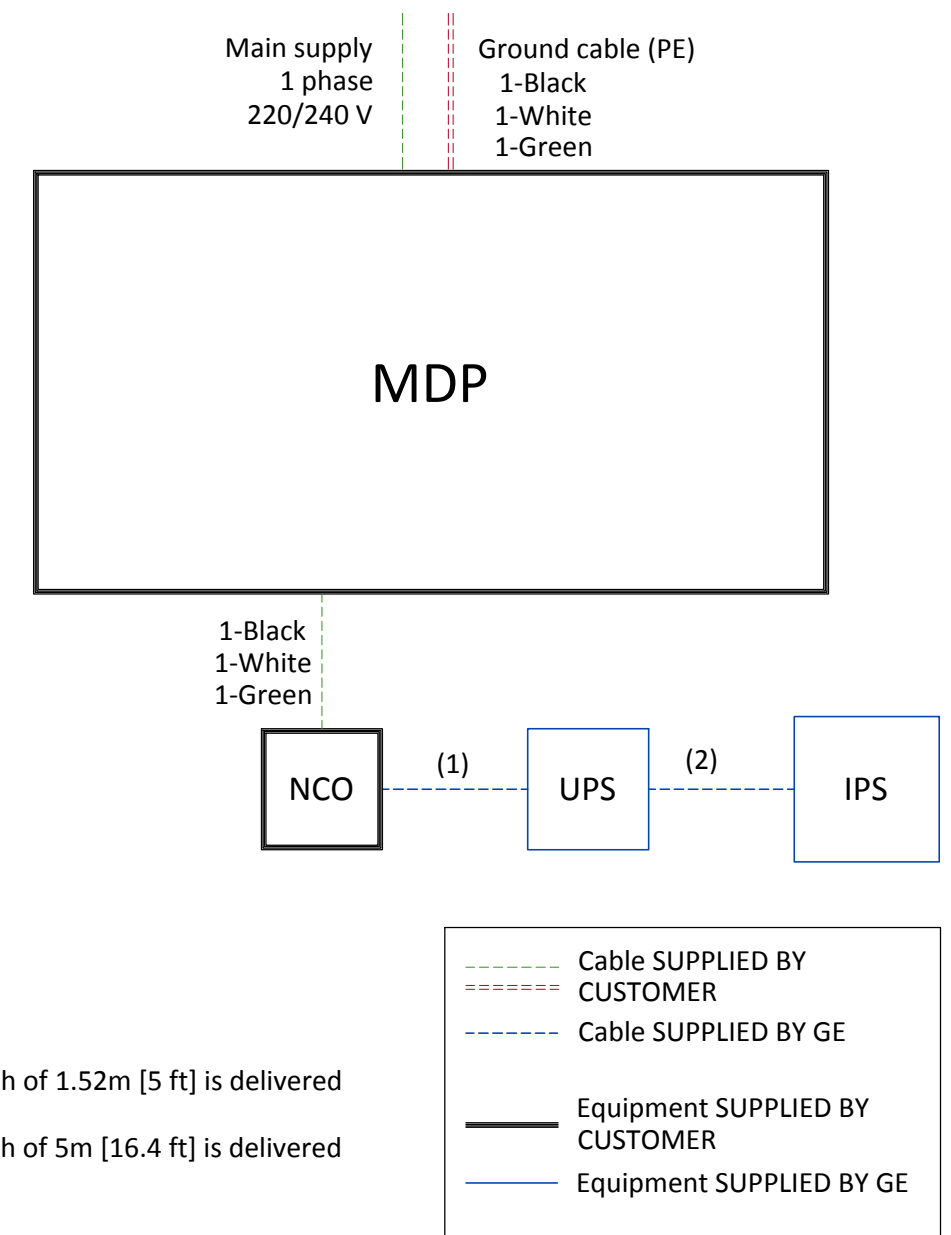 Main supply
1 phase
220/240 V
Ground cable (PE)
1-Black
1-White
1-Green
MDP
1-Black
1-White
1-Green
NCO
(1)
UPS
(2)
IPS
Cable SUPPLIED BY
CUSTOMER
Cable SUPPLIED BY GE
Equipment SUPPLIED BY
CUSTOMER
Equipment SUPPLIED BY GE
h of 1.52m [5 ft] is delivered
h of 5m [16.4 ft] is delivered